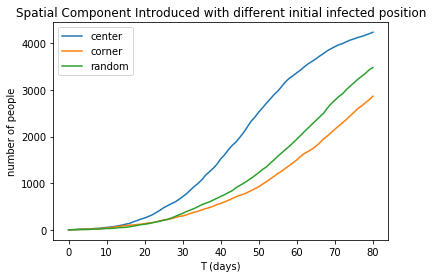 Spatial Component Introduced with different initial infected position
center
corner
random
number of people
4000
3000
2000
1000
0
0 10 20 30 40 50 60 70 80
T (days)